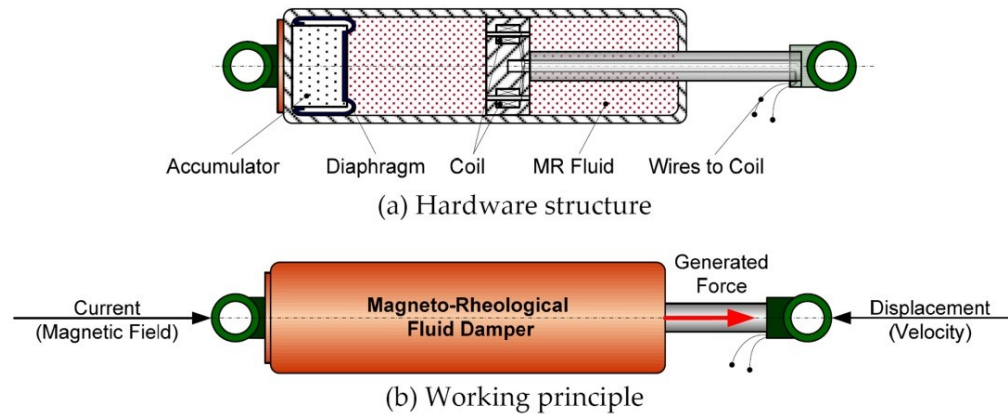 Accumulator
Diaphragm
Coil
MR Fluid
Wires to Coil
(a) Hardware structure
Generated
Force
Current
(Magnetic Field)
Magneto-Rheological
Fluid Damper
Displacement
(Velocity)
(b) Working principle